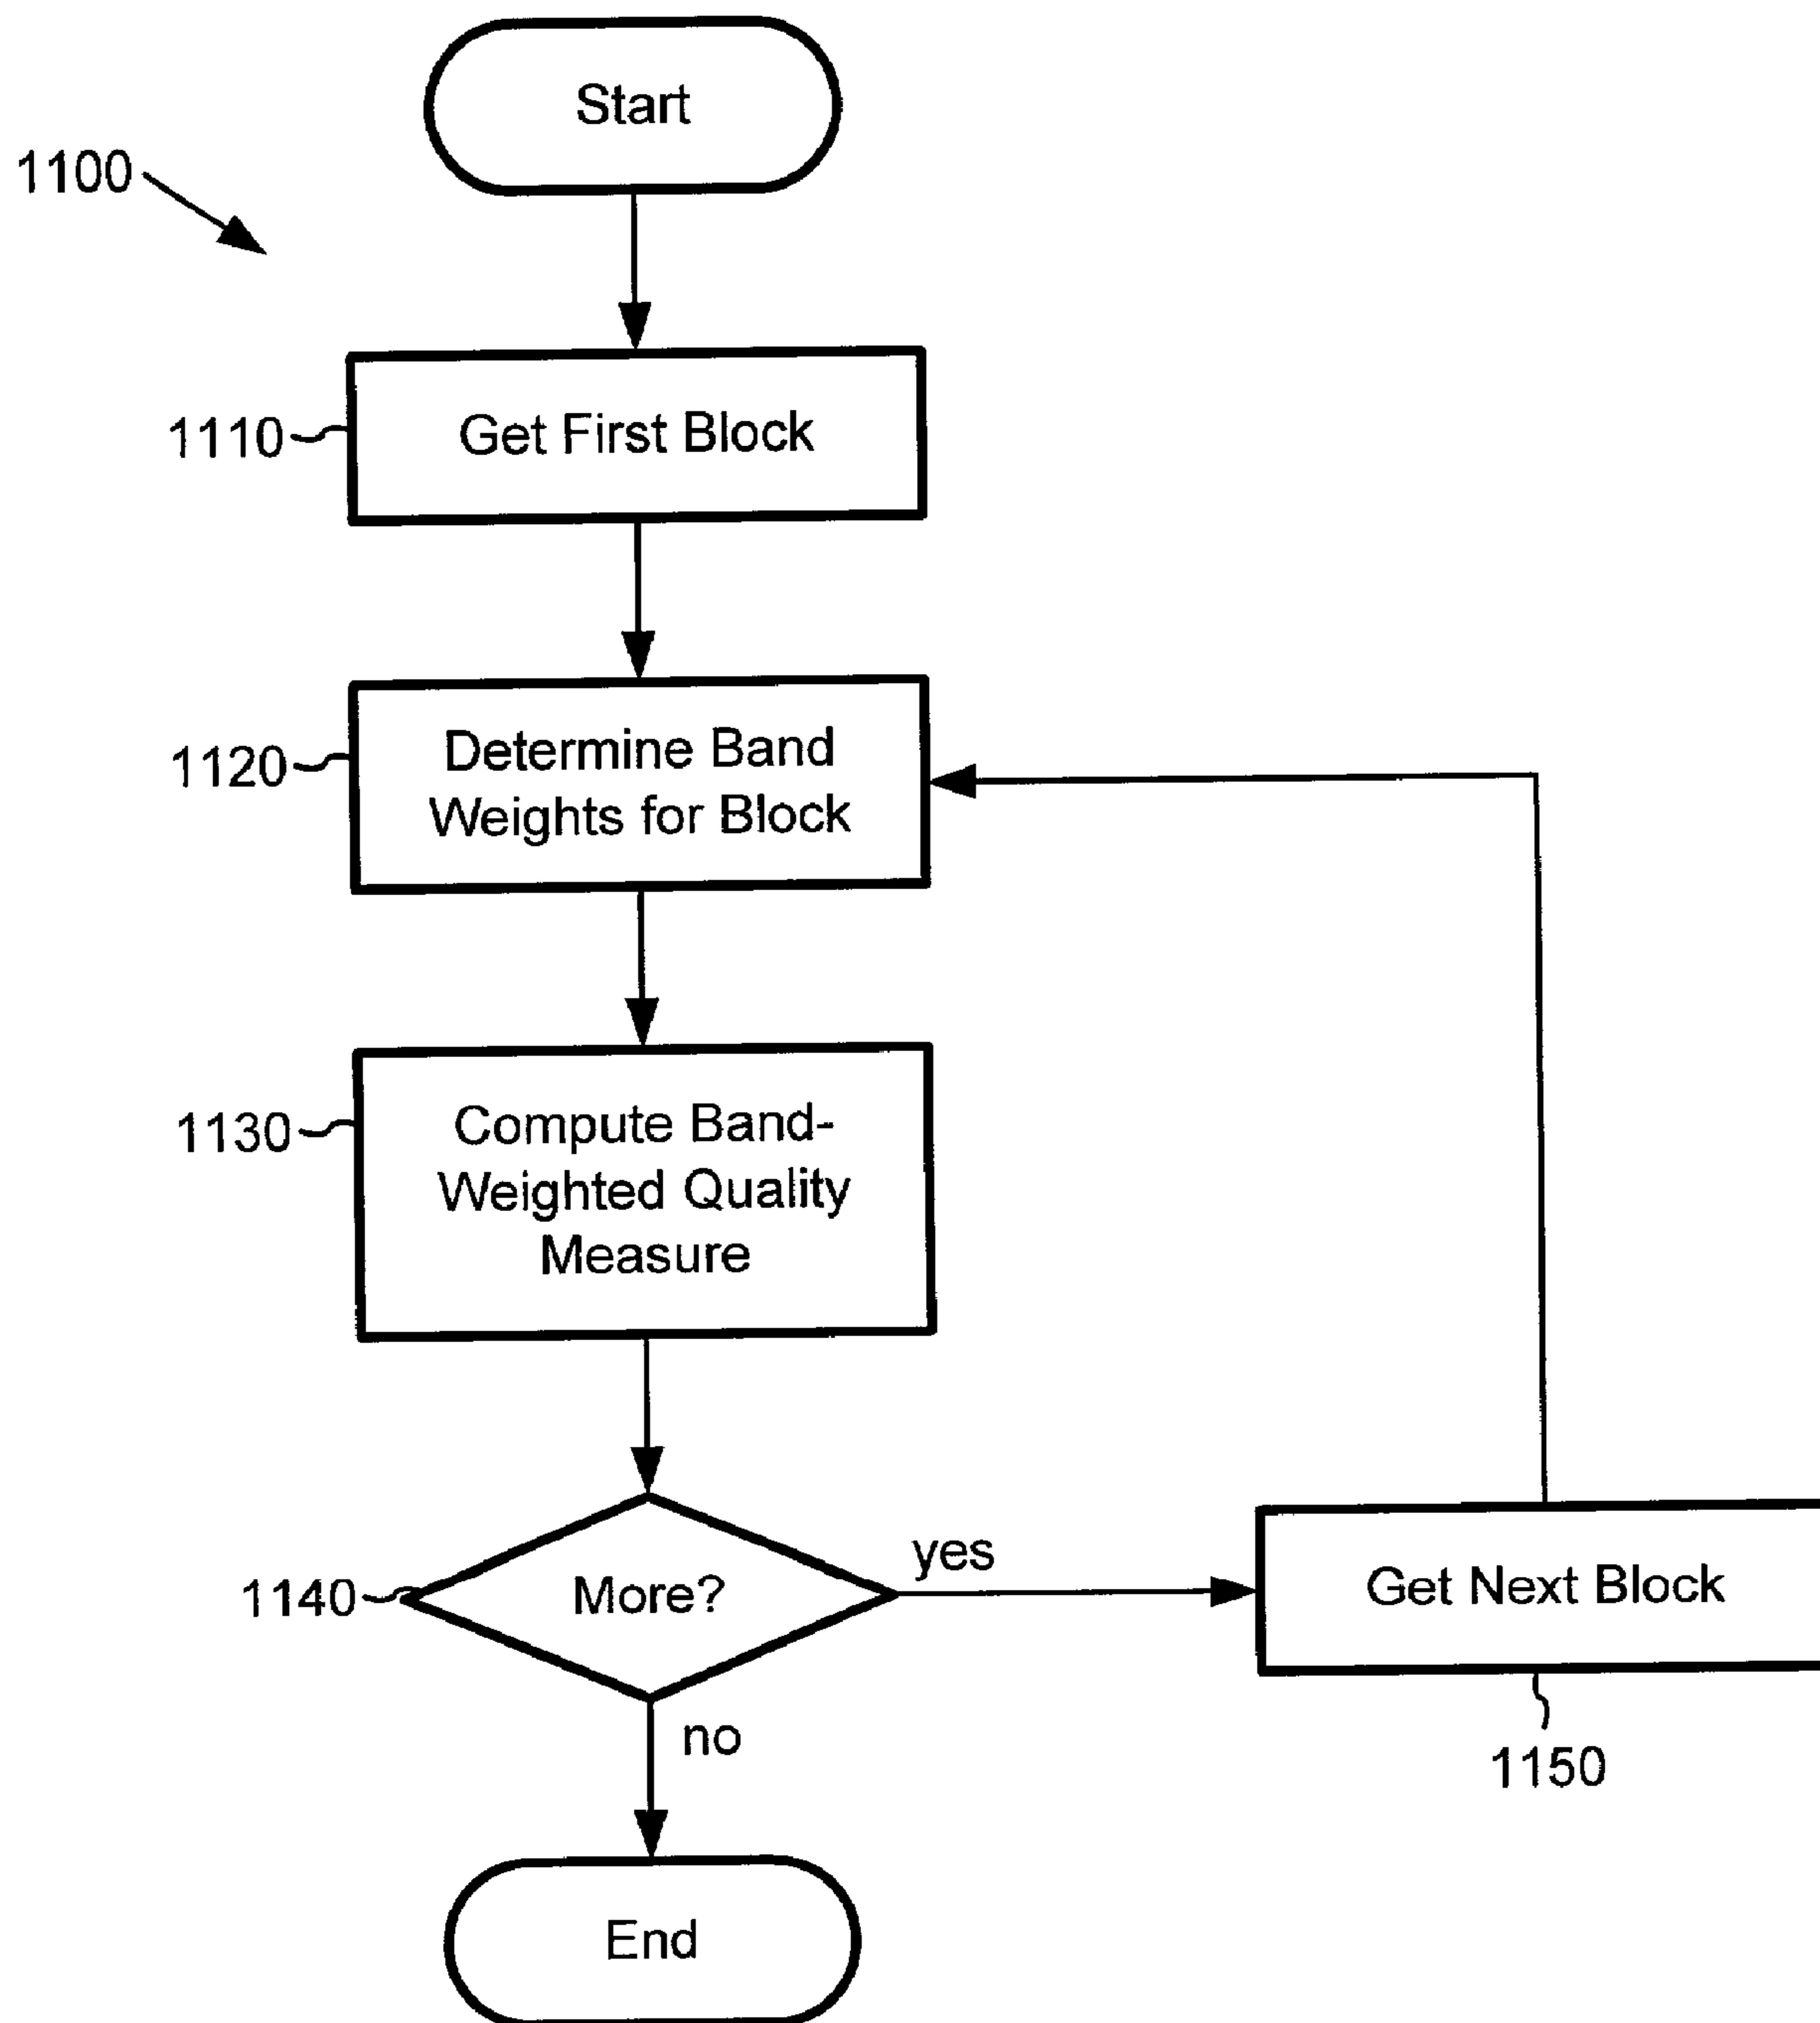 Start
1100
1110
Get First Block
1120
Determine Band
Weights for Block
1130
Compute Band-
Weighted Quality
Measure
1140
More?
yes
Get Next Block
no
1150
End